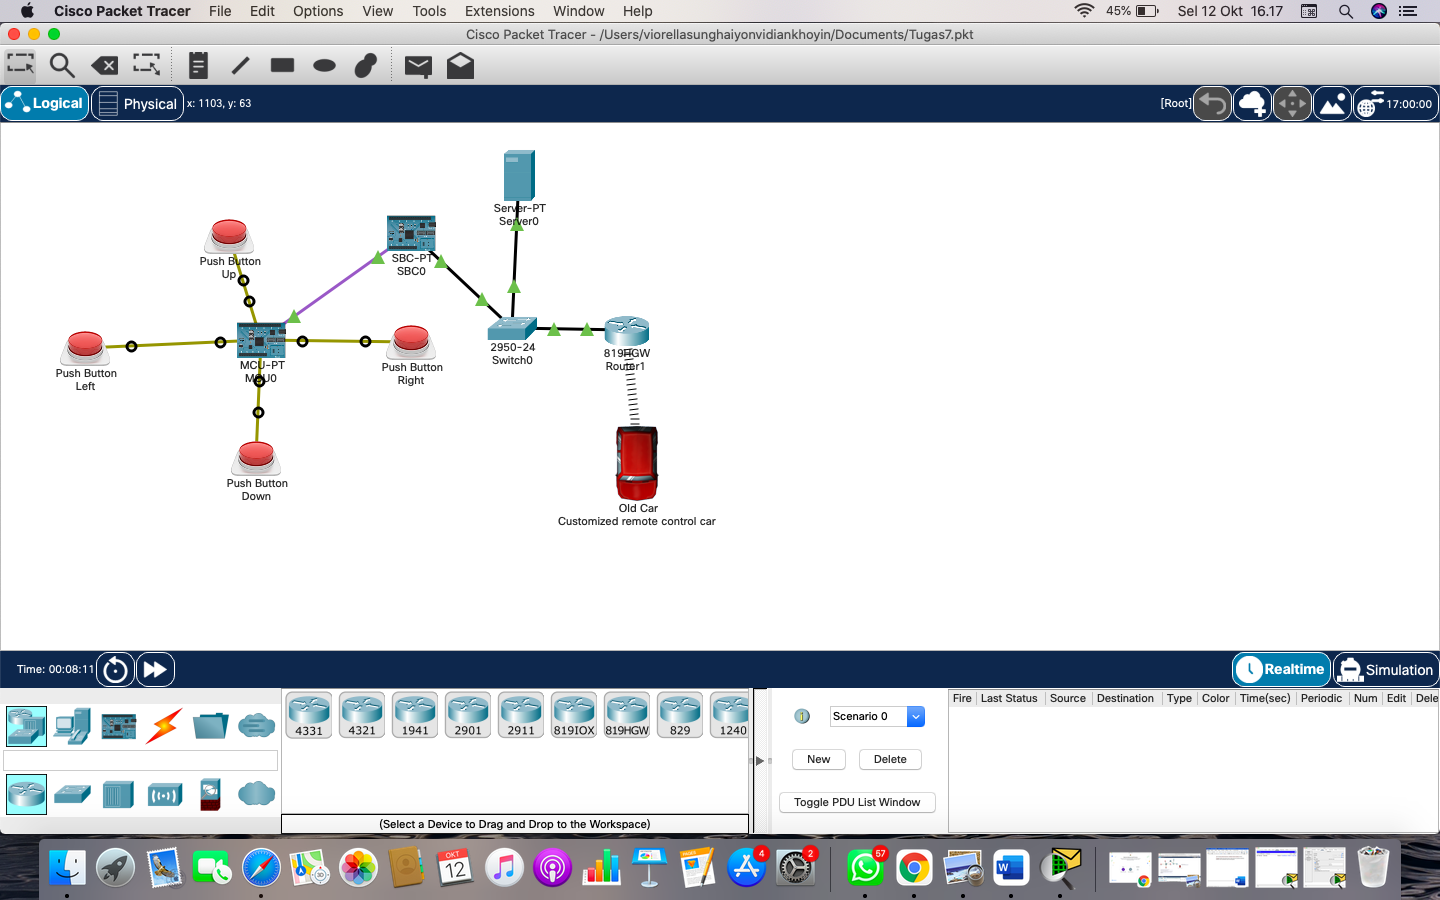 Cisco Packet Tracer File Edit Options View Tools Extensions Window Help 45% Sel 12 Okt 16.17
Cisco Packet Tracer - /Users/viorellasunghaiyonvidiankhoyin/Documents/Tugas7.pkt
Logical Physical x: 1103, y: 63 [Root] 17:00:00
Server-PT
Server0
Push Button
Up
SBC-PT
SBC0
Push Button
Left
MCU-PT
MCU0
Push Button
Right
2950-24
Switch0
819HGW
Router1
Push Button
Down
Old Car
Customized remote control car
Time: 00:08:11 Realtime Simulation
4331 4321 1941 2901 2911 819IOX 819HGW 829 1240
(Select a Device to Drag and Drop to the Workspace)
Scenario 0
New Delete
Toggle PDU List Window
Fire Last Status Source Destination Type Color Time(sec) Periodic Num Edit Dele
OKT
12
4
2
57